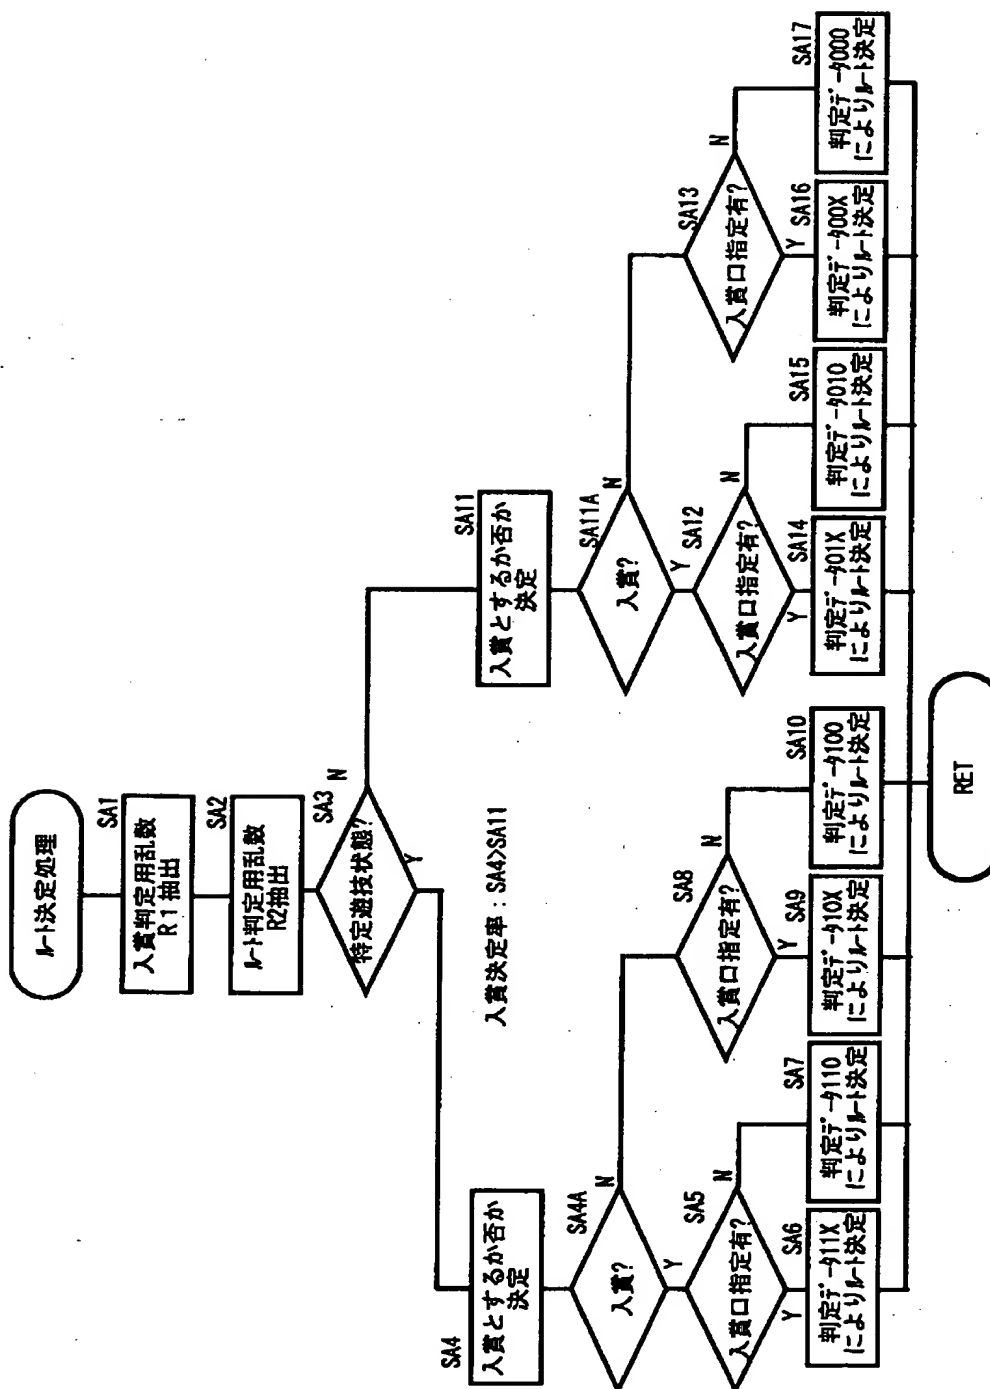 ルート決定処理
SA1
入賞判定用乱数
R1抽出
SA2
ルート判定用乱数
R2抽出
SA3
特定遊技状態?
Y
N
SA4
入賞とするか否か
決定
入賞決定率:SA4>SA11
SA11
入賞とするか否か
決定
SA4A
入賞?
Y
N
SA11A
入賞?
Y
N
SA5
入賞口指定有?
Y
N
SA8
入賞口指定有?
Y
N
SA12
入賞口指定有?
Y
N
SA13
入賞口指定有?
Y
N
SA6
判定データ11X
によりルート決定
SA7
判定データ110
によりルート決定
SA9
判定データ10X
によりルート決定
SA10
判定データ100
によりルート決定
SA14
判定データ01X
によりルート決定
SA15
判定データ010
によりルート決定
SA16
判定データ00X
によりルート決定
SA17
判定データ000
によりルート決定
RET